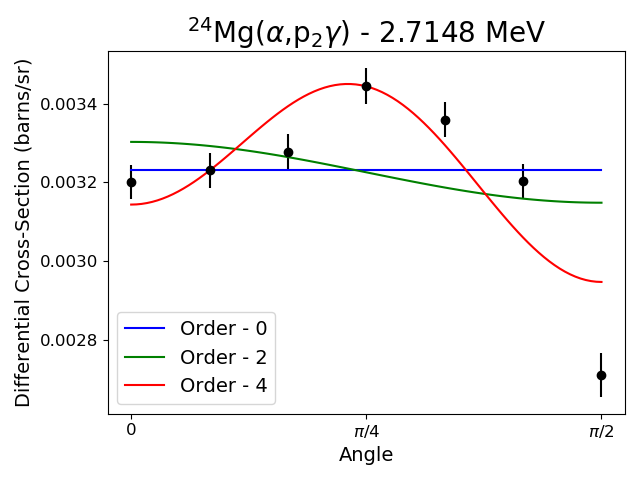 ²⁴Mg(α,p₂γ) - 2.7148 MeV
Differential Cross-Section (barns/sr)
0.0034
0.0032
0.0030
0.0028
Order - 0
Order - 2
Order - 4
0
π/4
π/2
Angle